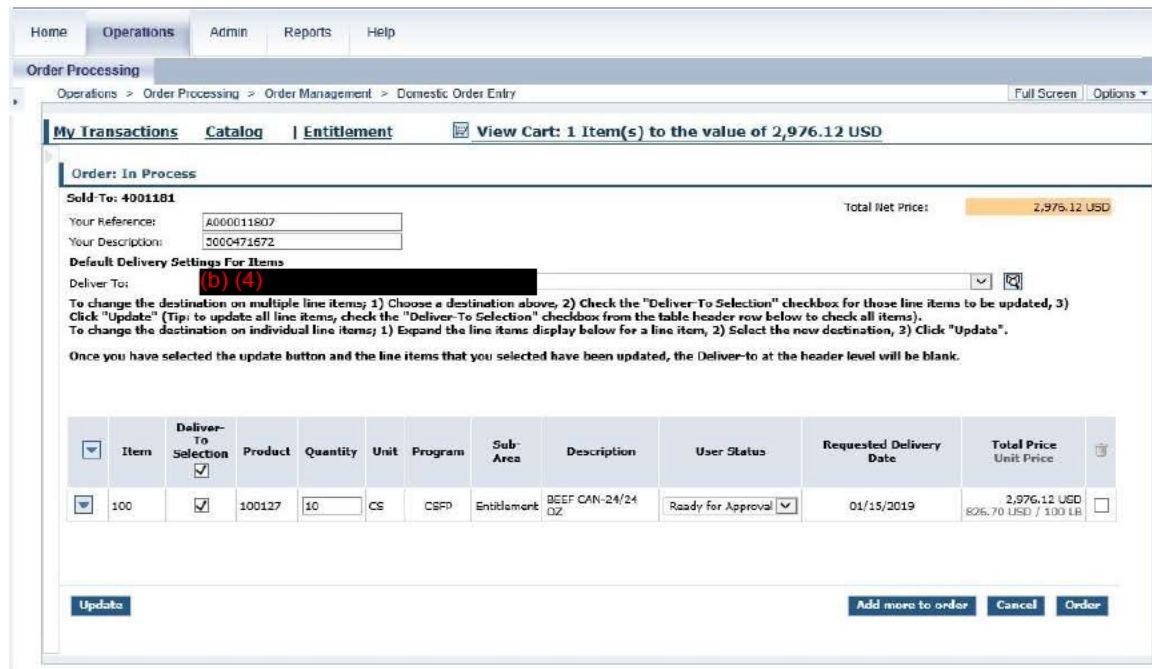 Home Operations Admin Reports Help
Order Processing
Operations > Order Processing > Order Management > Domestic Order Entry Full Screen Options
My Transactions Catalog | Entitlement View Cart: 1 Item(s) to the value of 2,976.12 USD
Order: In Process
Sold-To: 4001181
Total Net Price: 2,976.12 USD
Your Reference: A000011807
Your Description: 5000471672
Default Delivery Settings For Items
Deliver To: (b) (4)
To change the destination on multiple line items; 1) Choose a destination above, 2) Check the "Deliver-To Selection" checkbox for those line items to be updated, 3)
Click "Update" (Tip: to update all line items, check the "Deliver-To Selection" checkbox from the table header row below to check all items).
To change the destination on individual line items; 1) Expand the line items display below for a line item, 2) Select the new destination, 3) Click "Update".
Once you have selected the update button and the line items that you selected have been updated, the Deliver-to at the header level will be blank.
Item Deliver-To Selection Product Quantity Unit Program Sub-Area Description User Status Requested Delivery Date Total Price Unit Price
100 100127 10 CS CSFP Entitlement BEEF CAN-24/24 OZ Ready for Approval 01/15/2019 2,976.12 USD 826.70 USD / 100 LB
Update Add more to order Cancel Order